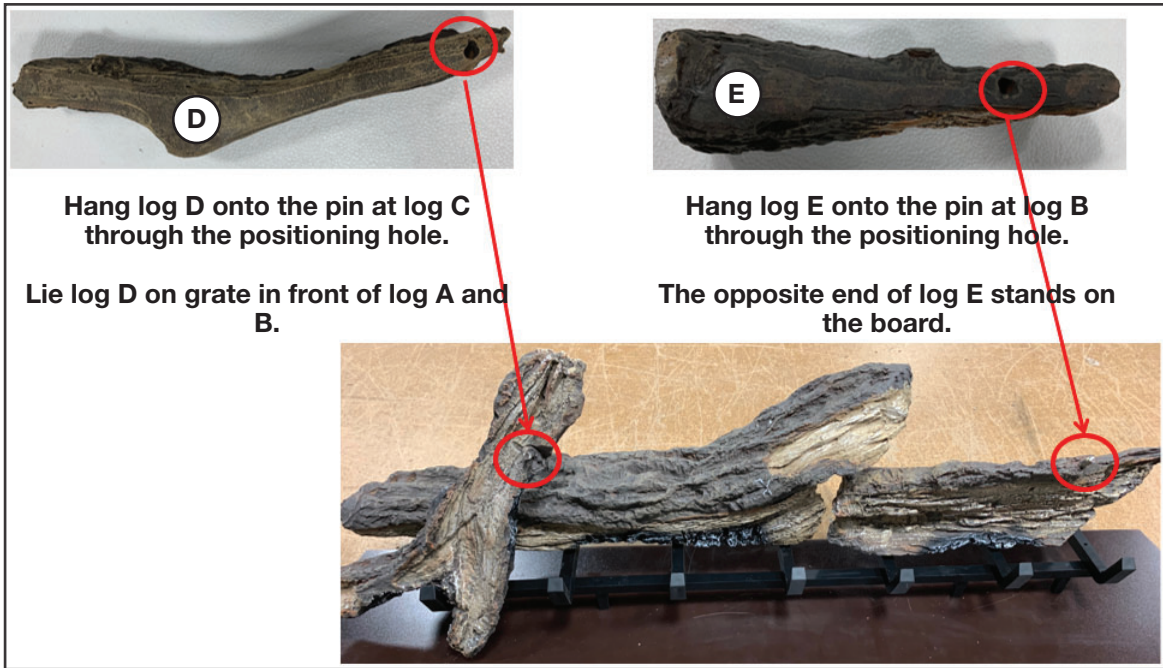 D
Hang log D onto the pin at log C
through the positioning hole.
Lie log D on grate in front of log A and
B.
E
Hang log E onto the pin at log B
through the positioning hole.
The opposite end of log E stands on
the board.